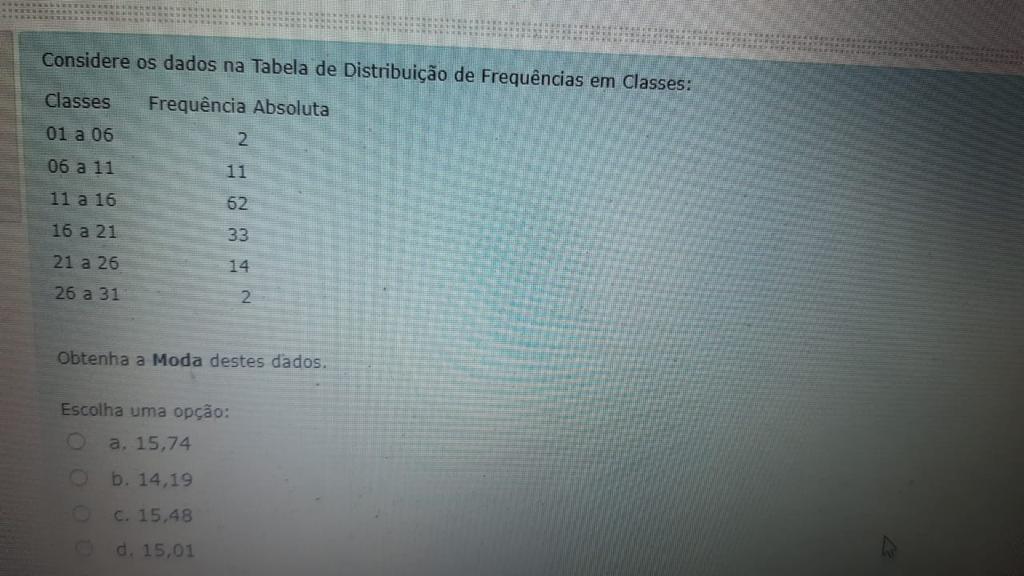 Considere os dados na Tabela de Distribuição de Frequências em Classes:
Classes Frequência Absoluta
01 a 06 2
06 a 11 11
11 a 16 62
16 a 21 33
21 a 26 14
26 a 31 2
Obtenha a Moda destes dados.
Escolha uma opção:
a. 15,74
b. 14,19
c. 15,48
d. 15,01